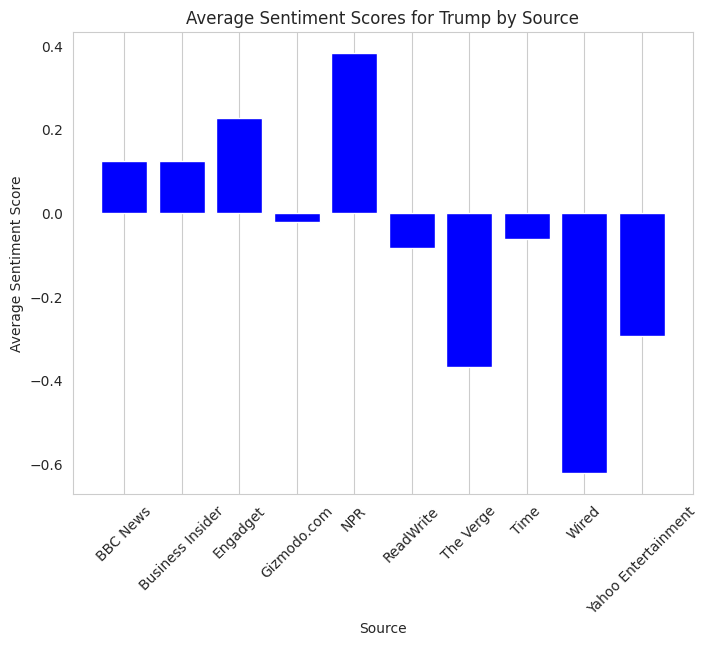 Average Sentiment Scores for Trump by Source
Average Sentiment Score
0.4
0.2
0.0
−0.2
−0.4
−0.6
BBC News
Business Insider
Engadget
Gizmodo.com
NPR
ReadWrite
The Verge
Time
Wired
Yahoo Entertainment
Source